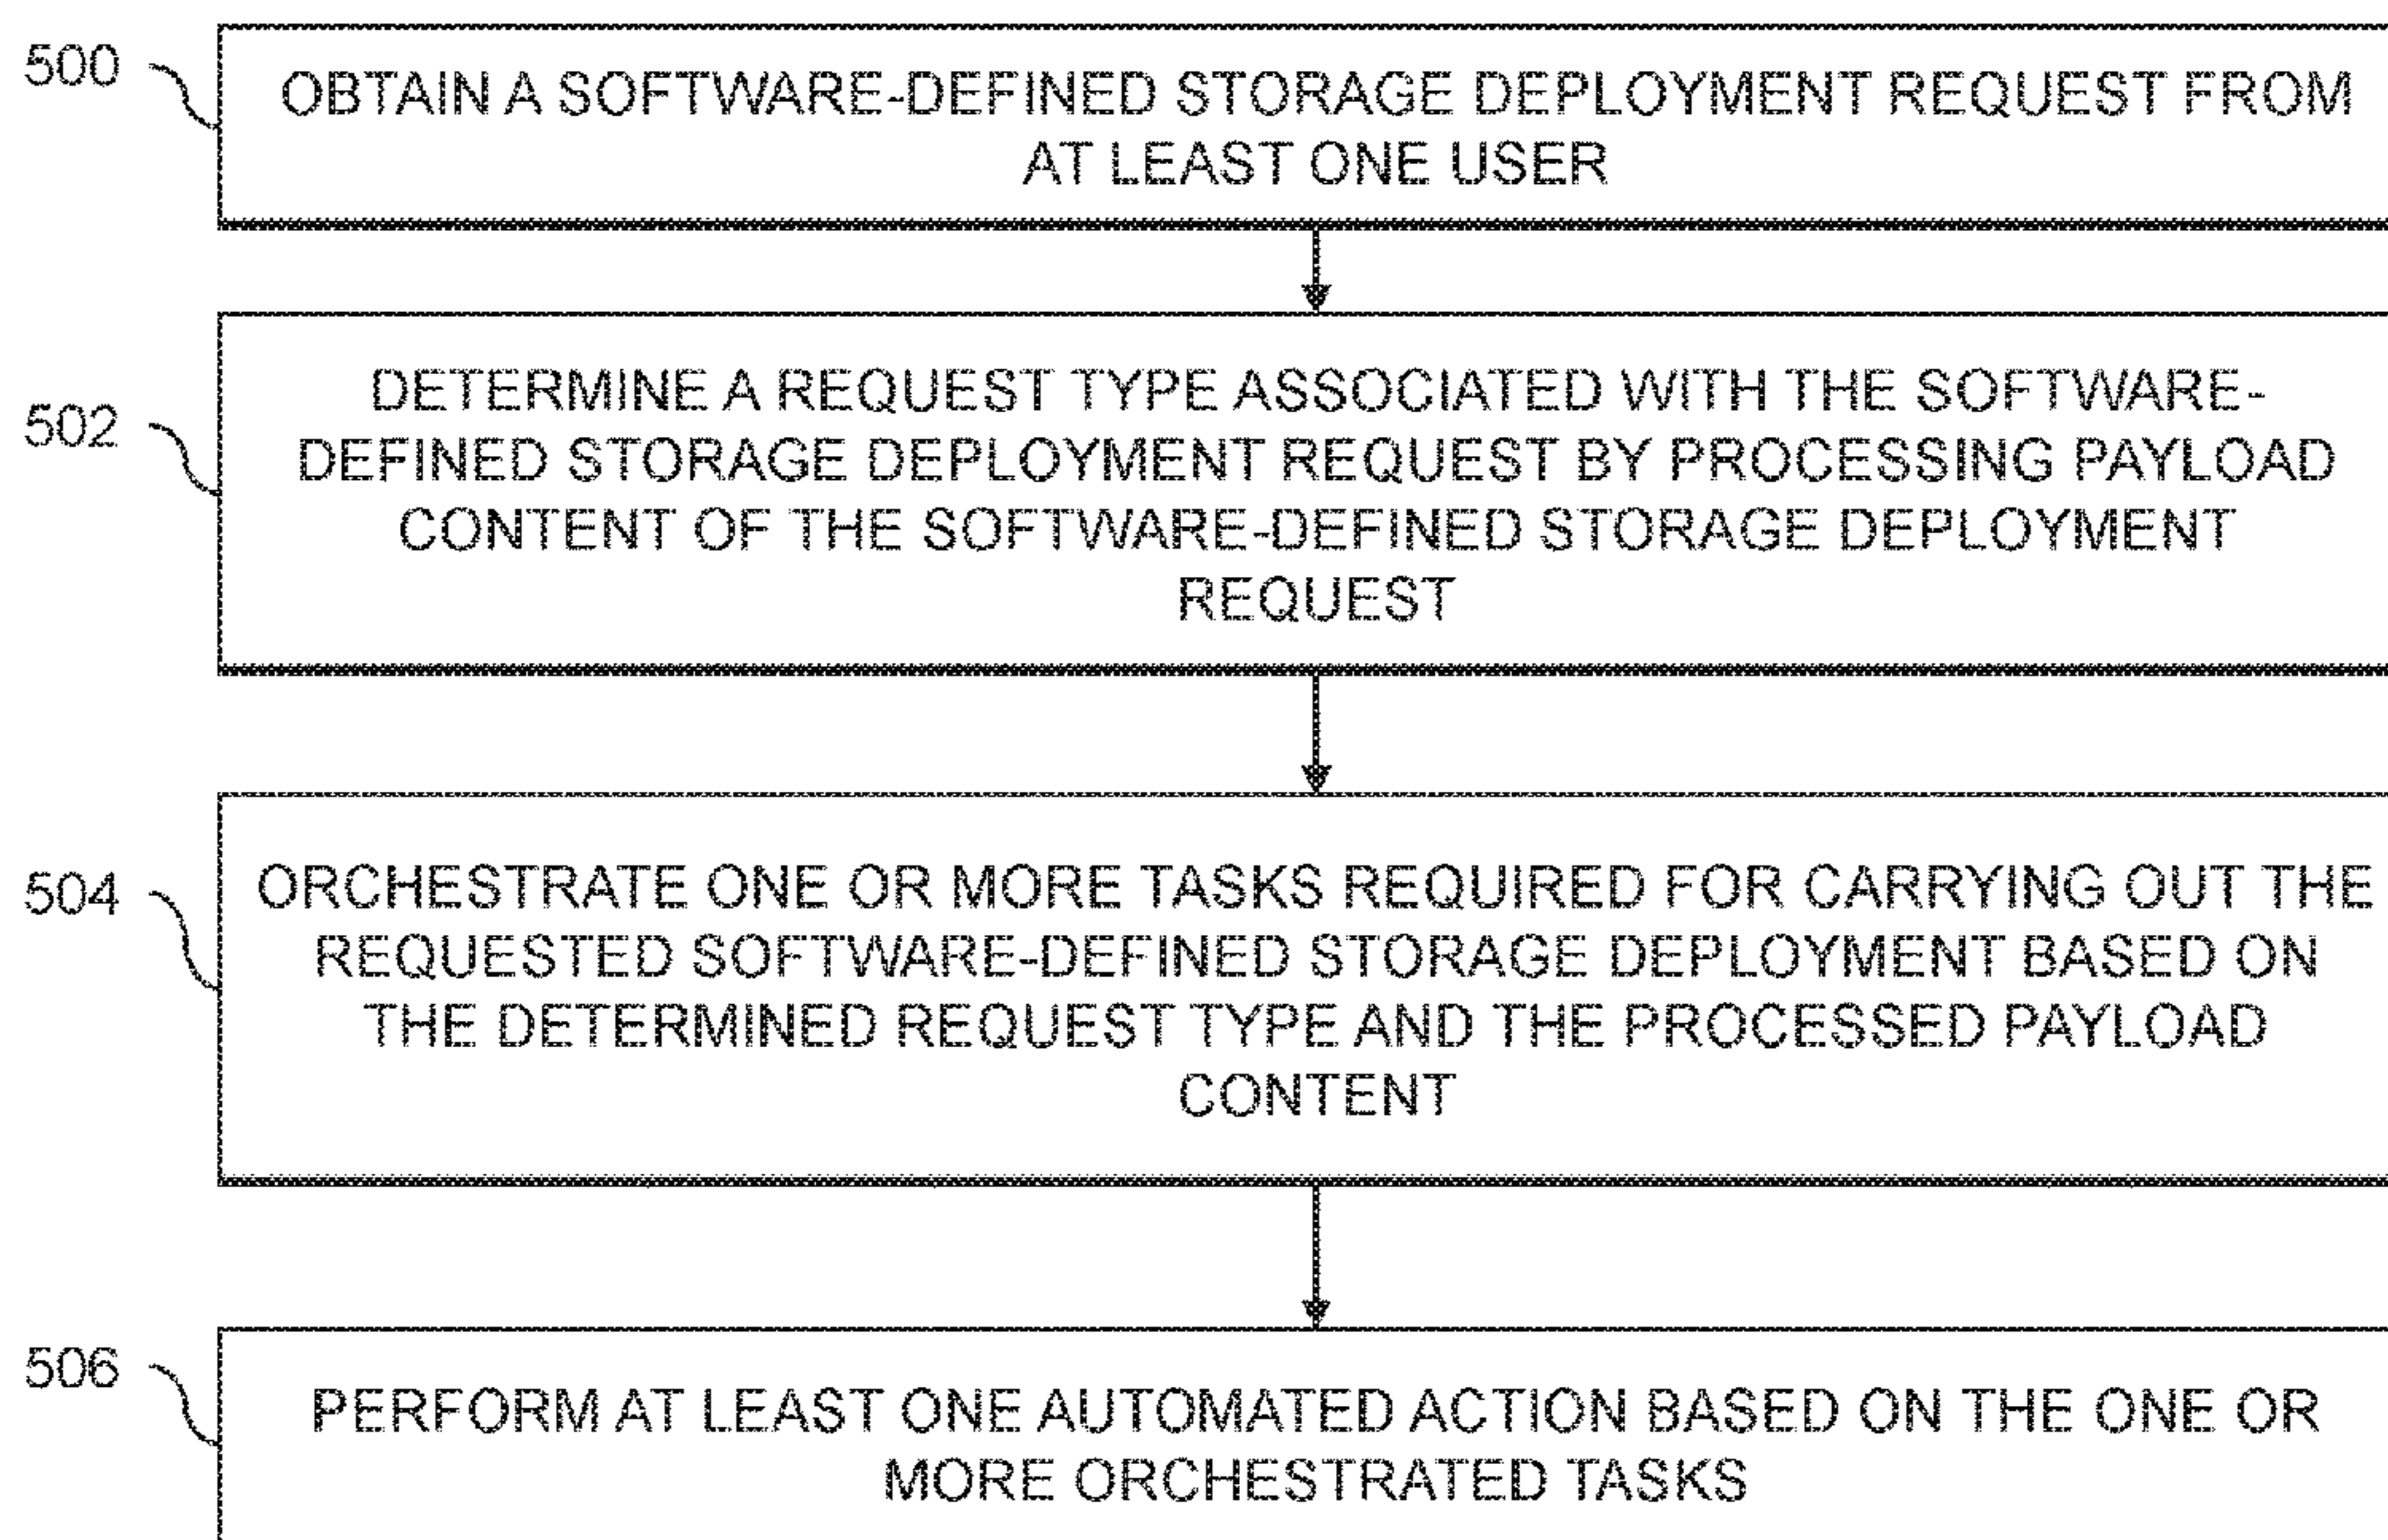 500
OBTAIN A SOFTWARE-DEFINED STORAGE DEPLOYMENT REQUEST FROM
AT LEAST ONE USER
502
DETERMINE A REQUEST TYPE ASSOCIATED WITH THE SOFTWARE-
DEFINED STORAGE DEPLOYMENT REQUEST BY PROCESSING PAYLOAD
CONTENT OF THE SOFTWARE-DEFINED STORAGE DEPLOYMENT
REQUEST
504
ORCHESTRATE ONE OR MORE TASKS REQUIRED FOR CARRYING OUT THE
REQUESTED SOFTWARE-DEFINED STORAGE DEPLOYMENT BASED ON
THE DETERMINED REQUEST TYPE AND THE PROCESSED PAYLOAD
CONTENT
506
PERFORM AT LEAST ONE AUTOMATED ACTION BASED ON THE ONE OR
MORE ORCHESTRATED TASKS